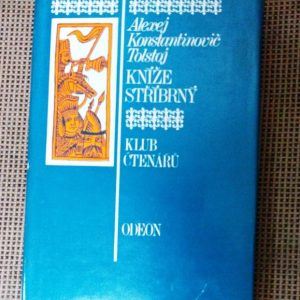 Alexej
Konstantinovič
Tolstoj
KNÍŽE
STŘÍBRNÝ
KLUB
ČTENÁŘŮ
ODEON